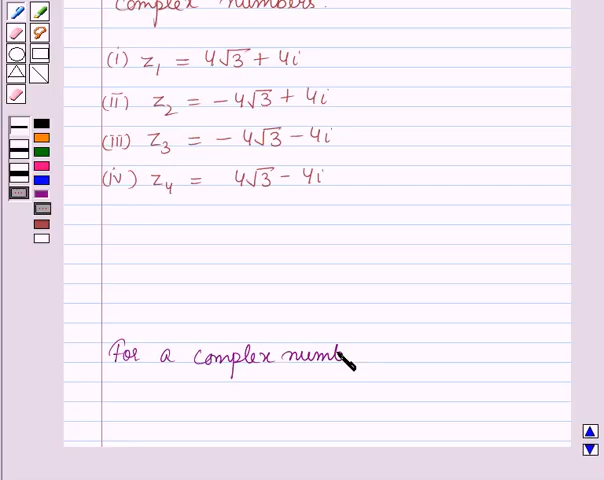 Complex numbers.
(i) z₁ = 4√3 + 4i
(ii) z₂ = -4√3 + 4i
(iii) z₃ = -4√3 - 4i
(iv) z₄ = 4√3 - 4i
For a complex numb